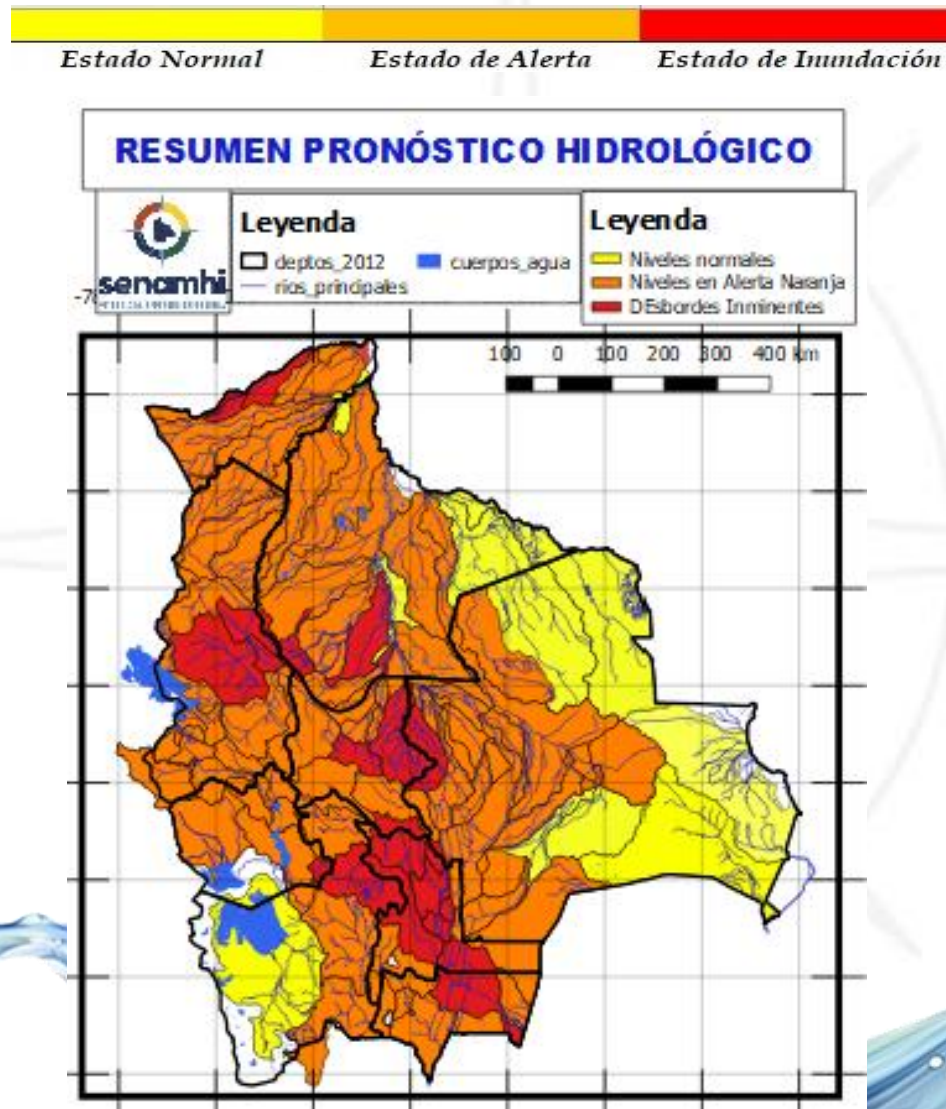 Estado Normal Estado de Alerta Estado de Inundación
RESUMEN PRONÓSTICO HIDROLÓGICO
senamhi
Leyenda
deptos_2012 cuerpos_agua
rios_principales
Leyenda
Niveles normales
Niveles en Alerta Naranja
DEsbordes Inminentes
100 0 100 200 300 400 km